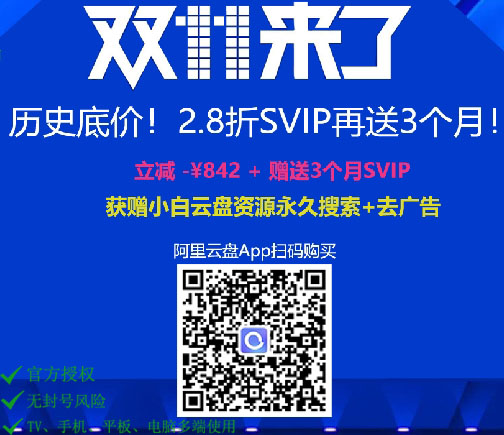 双11来了
历史底价！2.8折SVIP再送3个月！
立减 -¥842 + 赠送3个月SVIP
获赠小白云盘资源永久搜索+去广告
阿里云盘App扫码购买
官方授权
无封号风险
TV、手机、平板、电脑多端使用